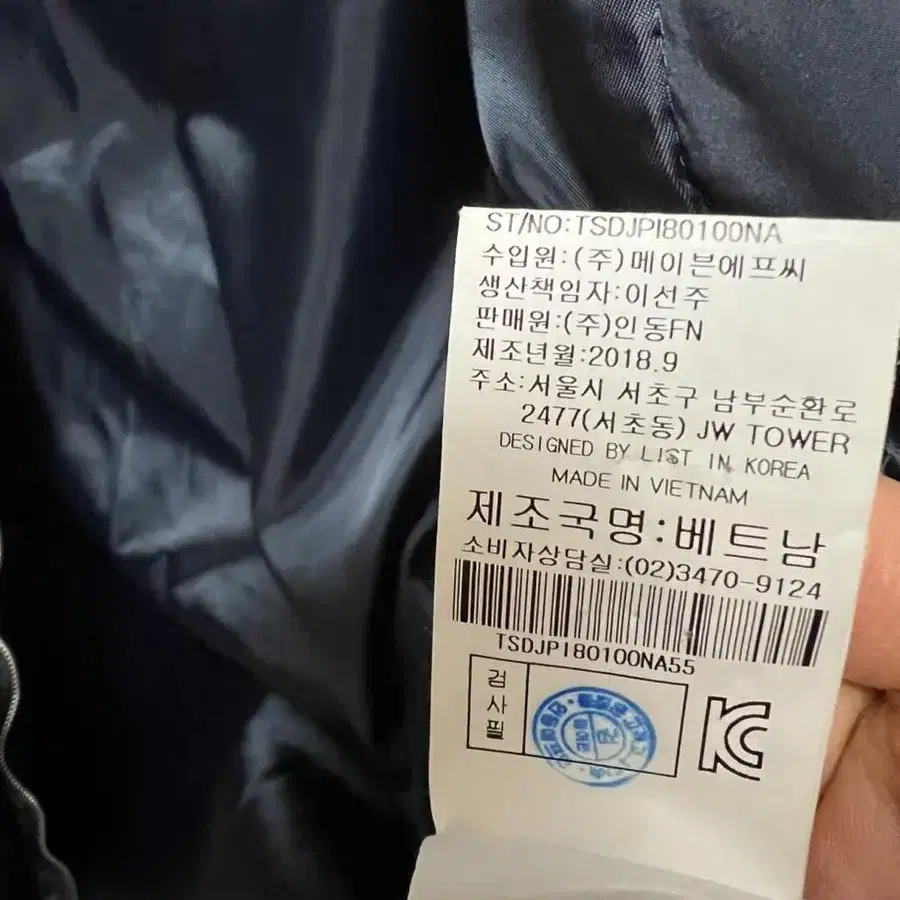 ST/NO:TSDJPI80100NA
수입원:(주)메이븐에프씨
생산책임자:이선주
판매원:(주)인동FN
제조년월:2018.9
주소:서울시 서초구 남부순환로
2477(서초동) JW TOWER
DESIGNED BY LIST IN KOREA
MADE IN VIETNAM
제조국명:베트남
소비자상담실:(02)3470-9124
TSDJPI80100NA55
검사필